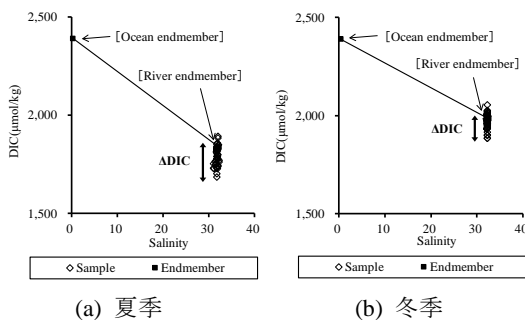 2,500
[Ocean endmember]
[River endmember]
2,000
ΔDIC
1,500
DIC(μmol/kg)
0 10 20 30 40
Salinity
◇Sample ■Endmember
(a) 夏季
2,500
[Ocean endmember]
[River endmember]
2,000
ΔDIC
1,500
DIC(μmol/kg)
0 10 20 30 40
Salinity
◇Sample ■Endmember
(b) 冬季